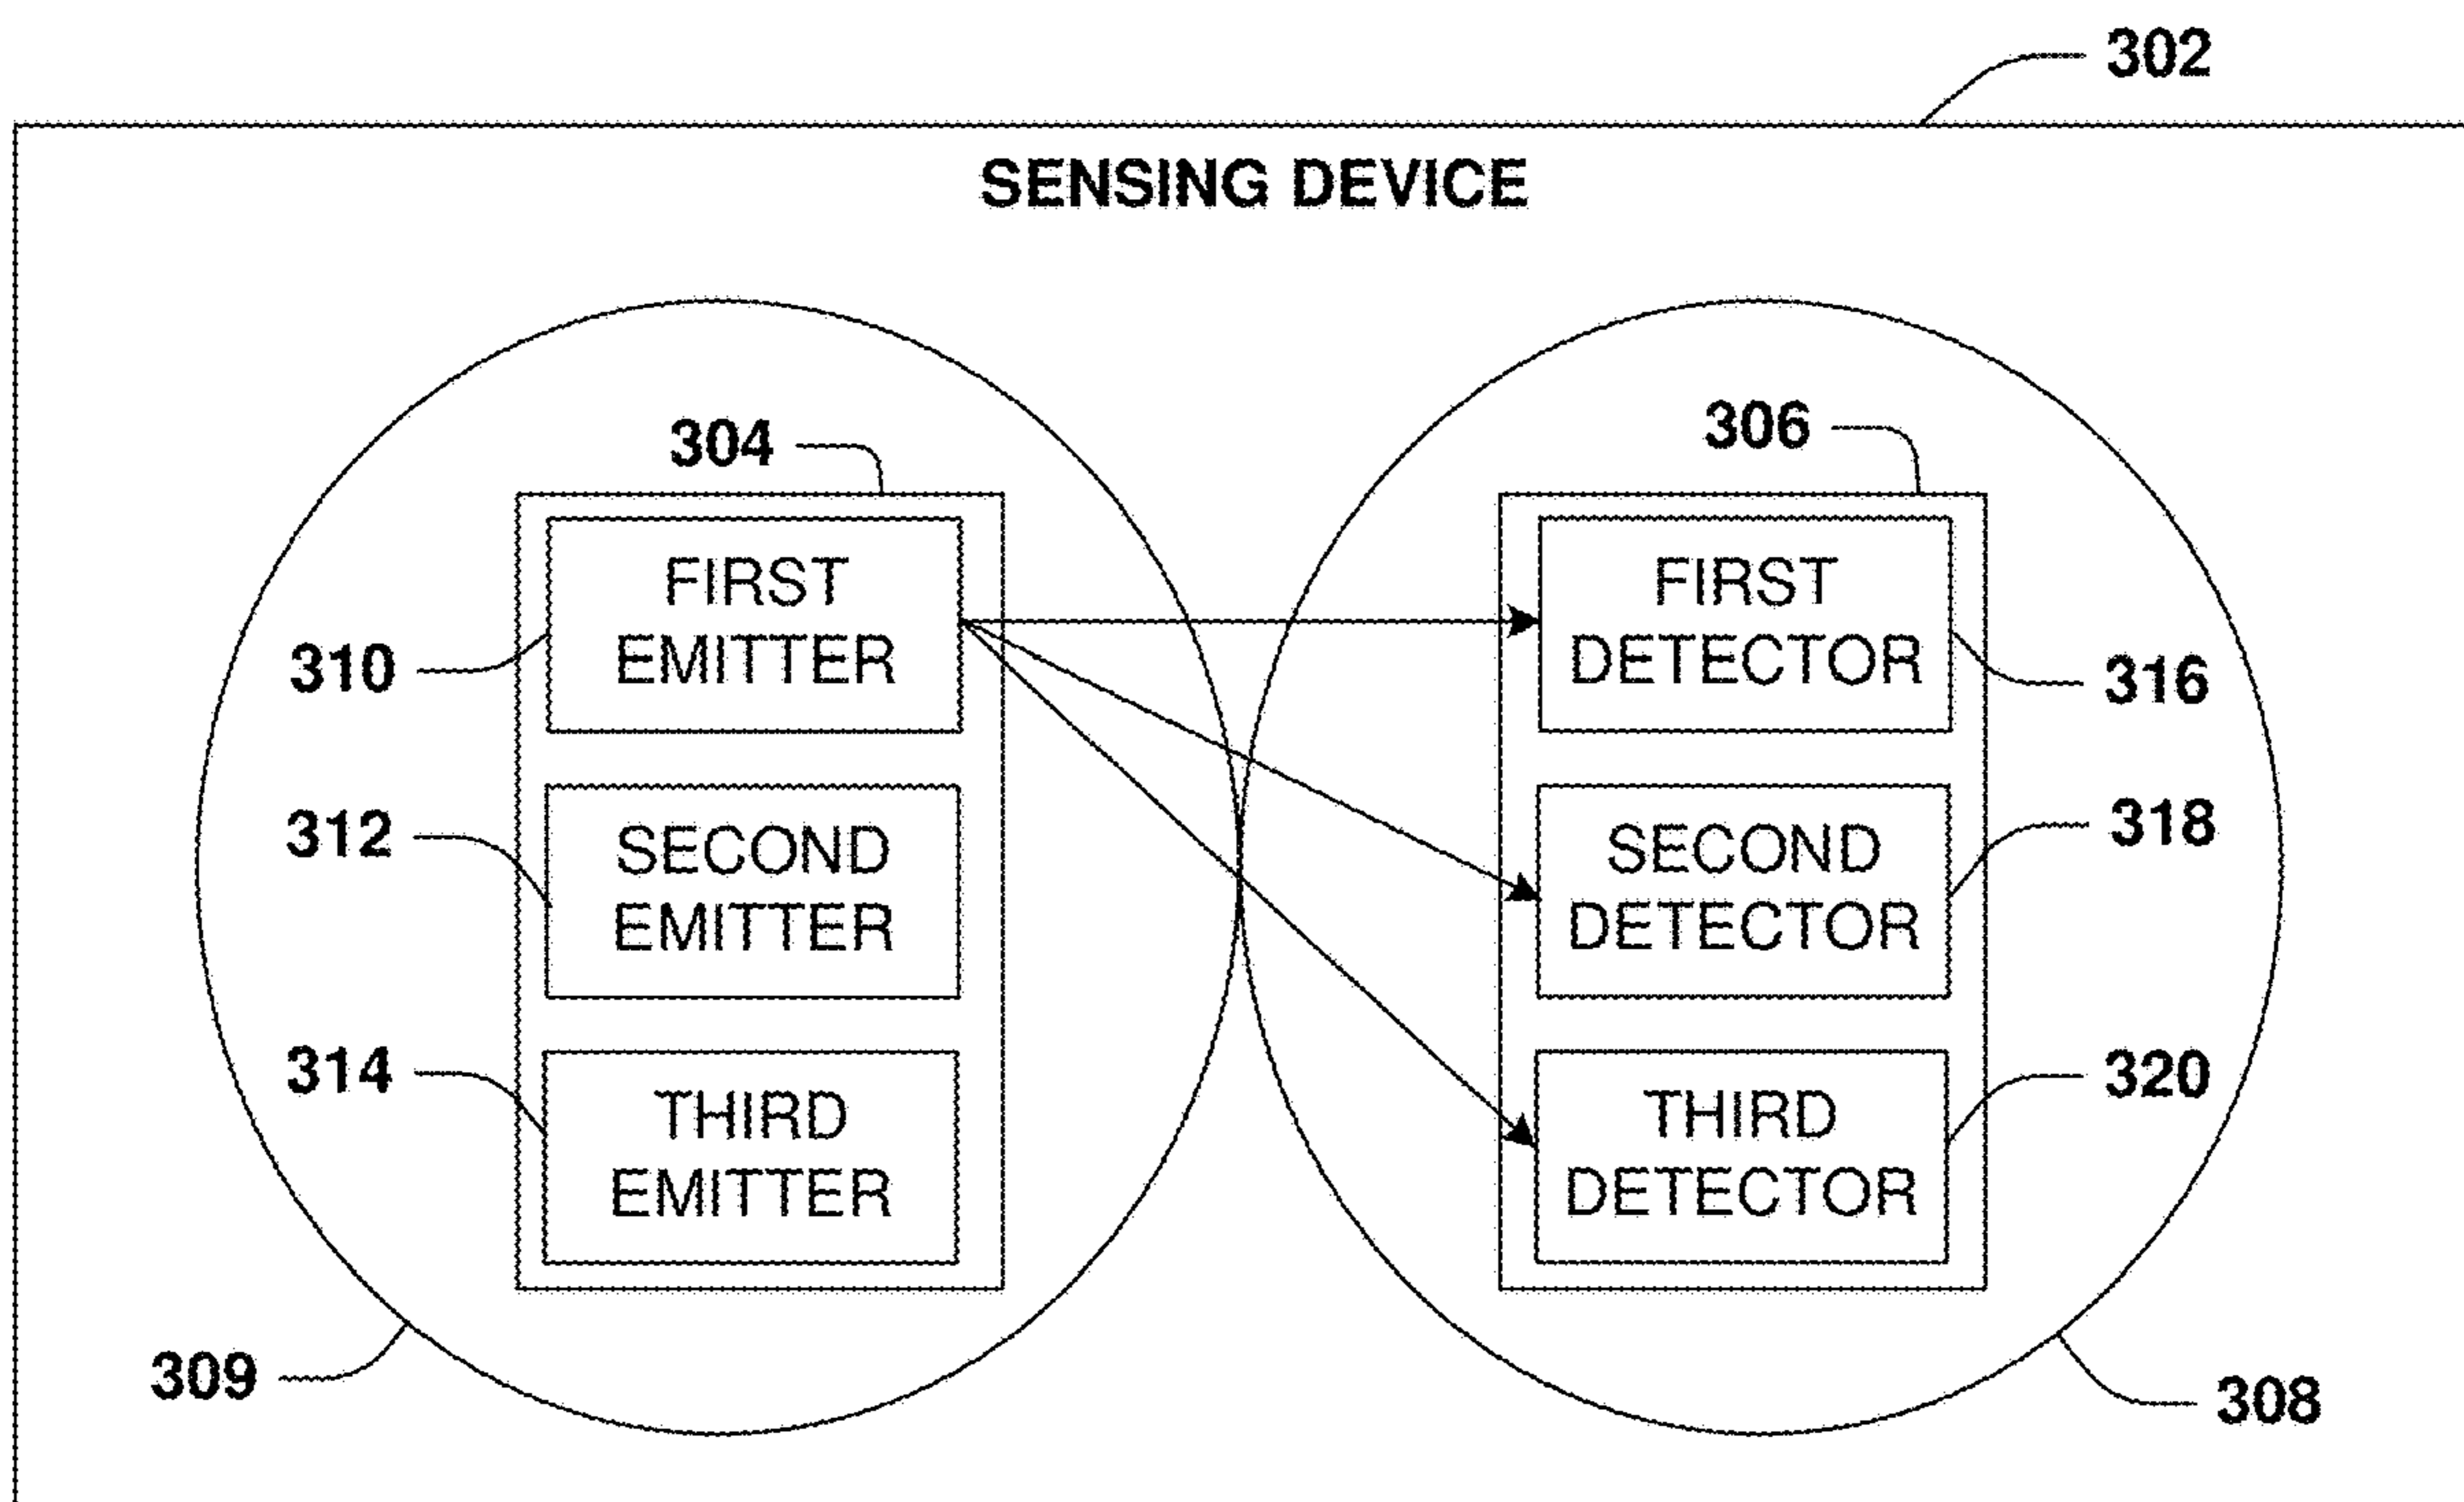 302
SENSING DEVICE
304
306
FIRST
EMITTER
FIRST
DETECTOR
310
316
SECOND
EMITTER
SECOND
DETECTOR
312
318
THIRD
EMITTER
THIRD
DETECTOR
314
320
309
308